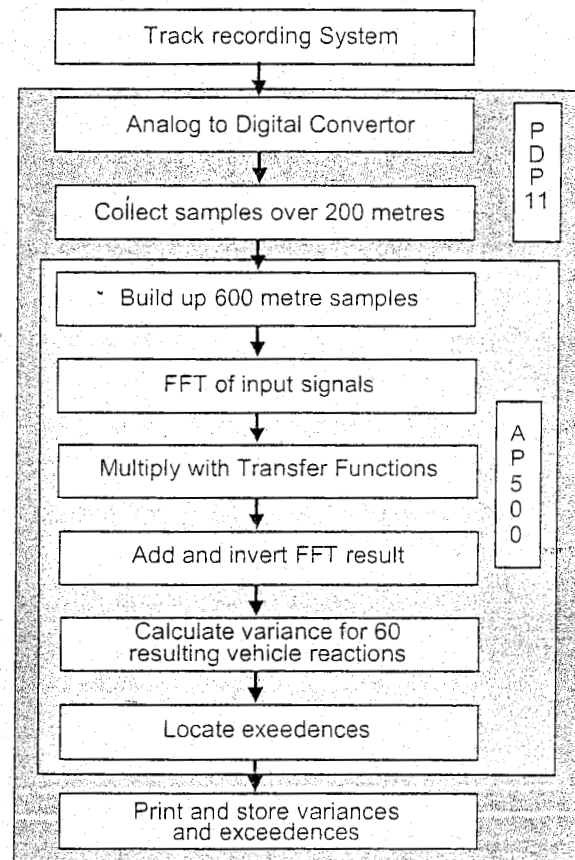 Track recording System
Analog to Digital Convertor
PDP11
Collect samples over 200 metres
Build up 600 metre samples
FFT of input signals
AP500
Multiply with Transfer Functions
Add and invert FFT result
Calculate variance for 60
resulting vehicle reactions
Locate exeedences
Print and store variances
and exceedences